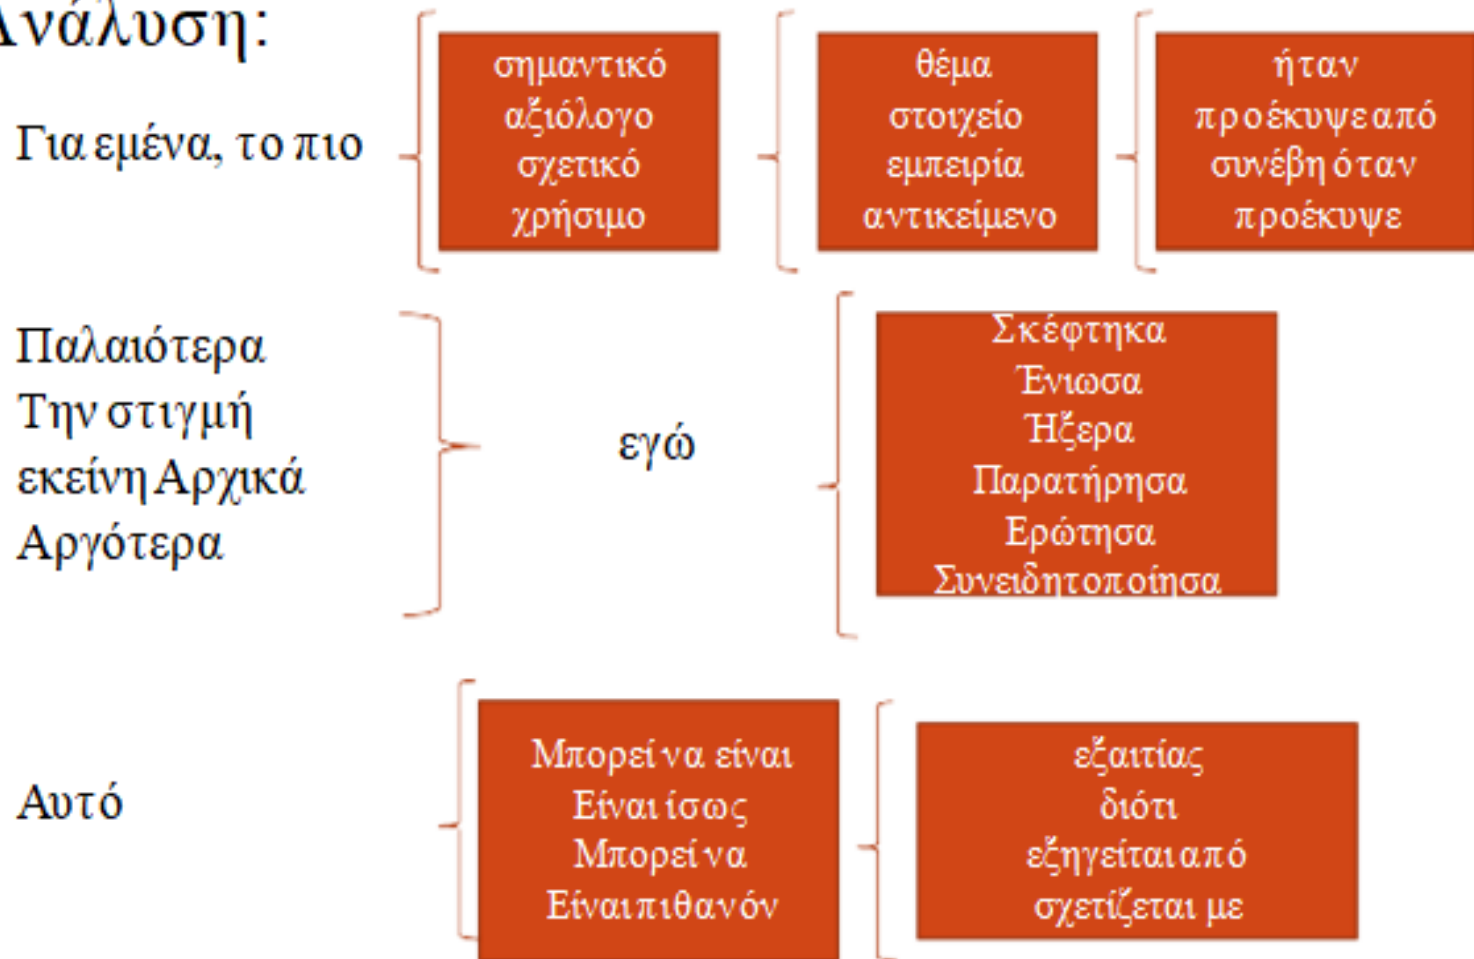 Ανάλυση:
Για εμένα, το πιο
σημαντικό
αξιόλογο
σχετικό
χρήσιμο
θέμα
στοιχείο
εμπειρία
αντικείμενο
ήταν
προέκυψε από
συνέβη όταν
προέκυψε
Παλαιότερα
Την στιγμή
εκείνη Αρχικά
Αργότερα
εγώ
Σκέφτηκα
Ένιωσα
Ήξερα
Παρατήρησα
Ερώτησα
Συνειδητοποίησα
Αυτό
Μπορεί να είναι
Είναι ίσως
Μπορεί να
Είναι πιθανόν
εξαιτίας
διότι
εξηγείται από
σχετίζεται με